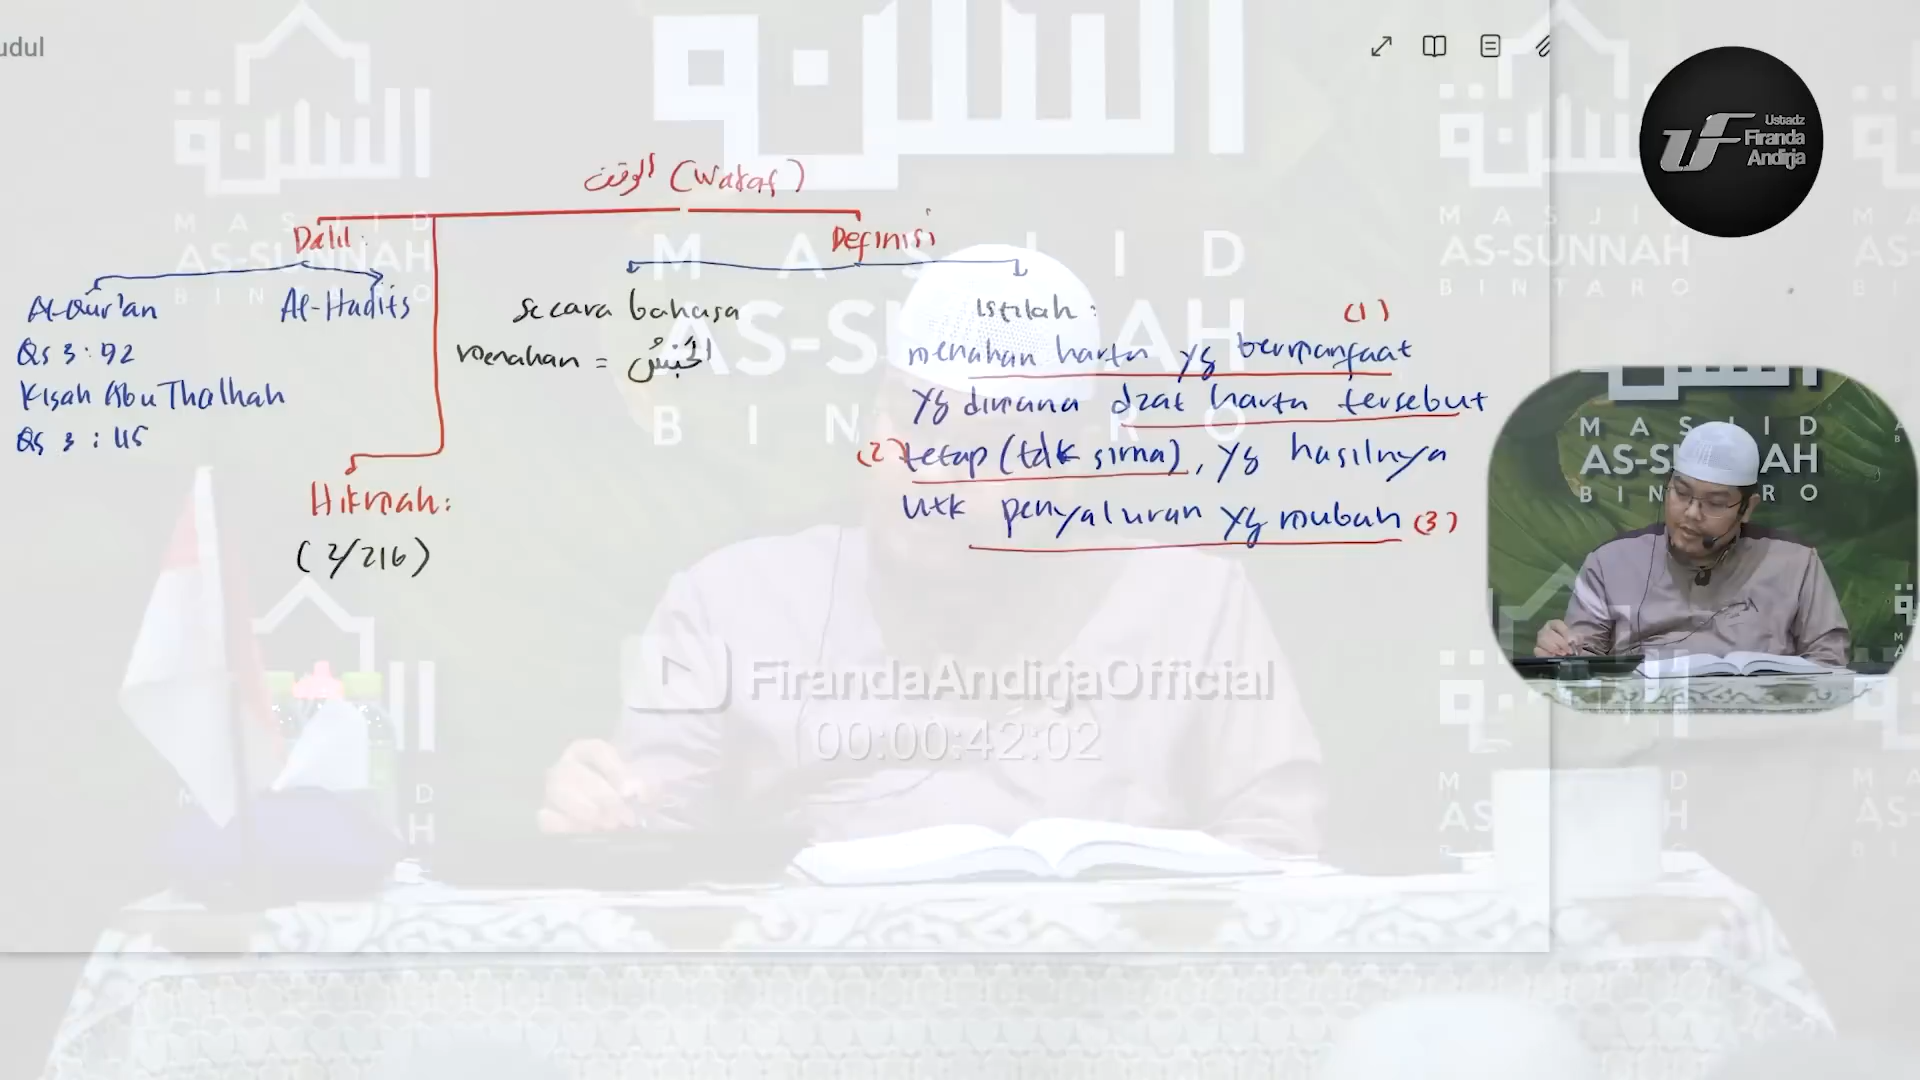 udul
Ustadz
Firanda
Andirja
الوقف (Wakaf)
Dalil:
Definisi
Al-Qur'an
Al-Hadits
Qs 3:92
Kisah Abu Thalhah
Qs 3:115
Hikmah:
(2/216)
Secara bahasa
menahan = الحَبْسُ
Istilah:
(1)
menahan harta yg bermanfaat
yg dimana dzat harta tersebut
(2) tetap (tdk sirna), yg hasilnya
utk penyaluran yg mubah (3)
MASJID
AS-SUNNAH
BINTARO
FirandaAndirjaOfficial
00:00:42:02